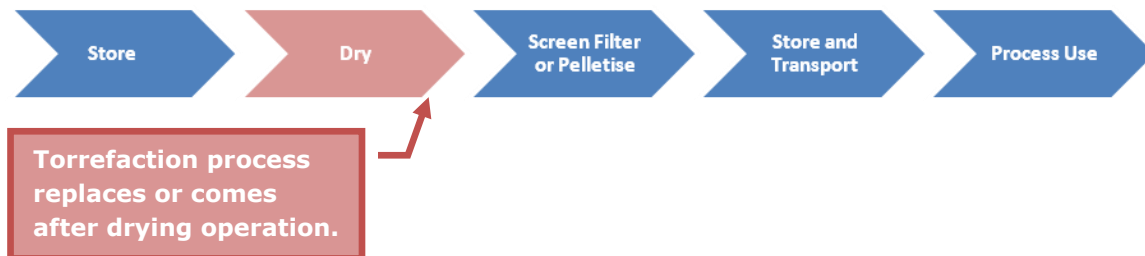 Store
Dry
Screen Filter
or Pelletise
Store and
Transport
Process Use
Torrefaction process
replaces or comes
after drying operation.